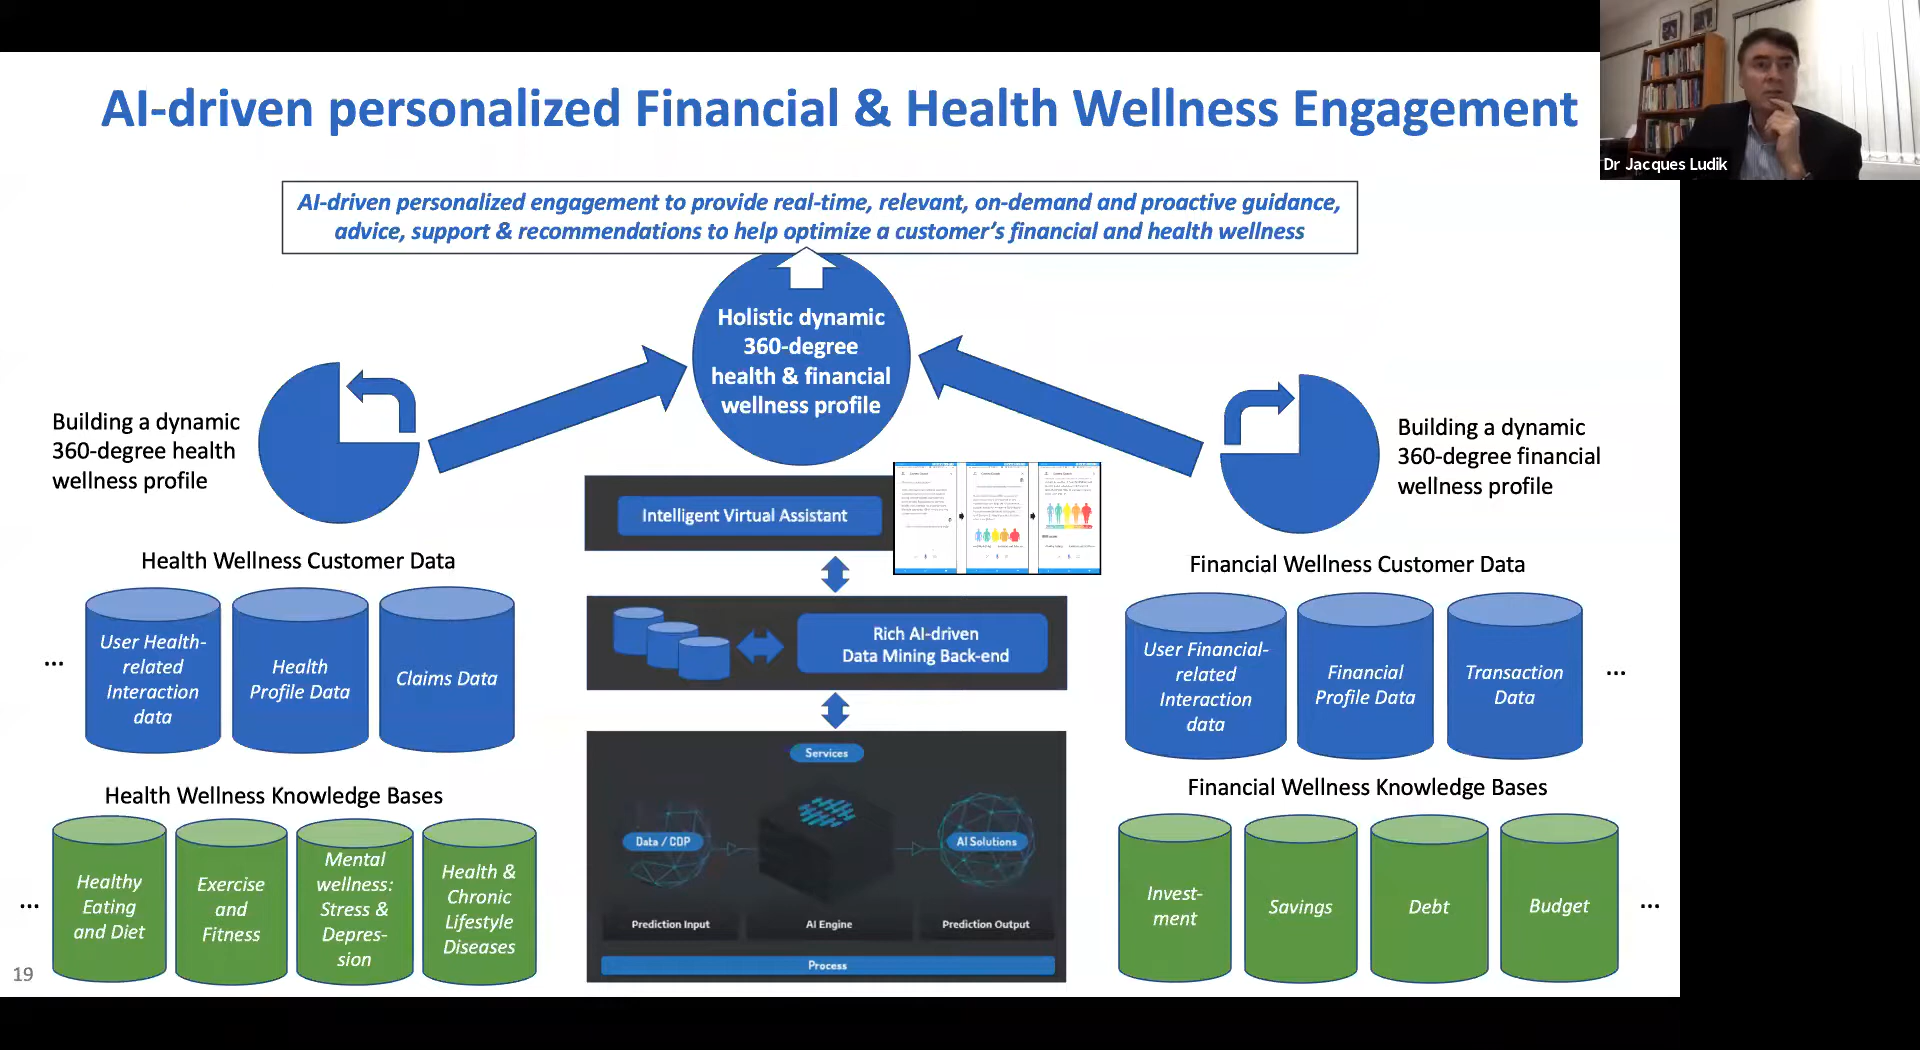 AI-driven personalized Financial & Health Wellness Engagement
Dr Jacques Ludik
AI-driven personalized engagement to provide real-time, relevant, on-demand and proactive guidance,
advice, support & recommendations to help optimize a customer's financial and health wellness
Holistic dynamic
360-degree
health & financial
wellness profile
Building a dynamic
360-degree health
wellness profile
Building a dynamic
360-degree financial
wellness profile
Health Wellness Customer Data
...
User Health-
related
Interaction
data
Health
Profile Data
Claims Data
Health Wellness Knowledge Bases
...
Healthy
Eating
and Diet
Exercise
and
Fitness
Mental
wellness:
Stress &
Depres-
sion
Health &
Chronic
Lifestyle
Diseases
Intelligent Virtual Assistant
Rich AI-driven
Data Mining Back-end
Services
Data / CDP
AI Solutions
Prediction Input
AI Engine
Prediction Output
Process
Financial Wellness Customer Data
User Financial-
related
Interaction
data
Financial
Profile Data
Transaction
Data
...
Financial Wellness Knowledge Bases
Invest-
ment
Savings
Debt
Budget
...
19